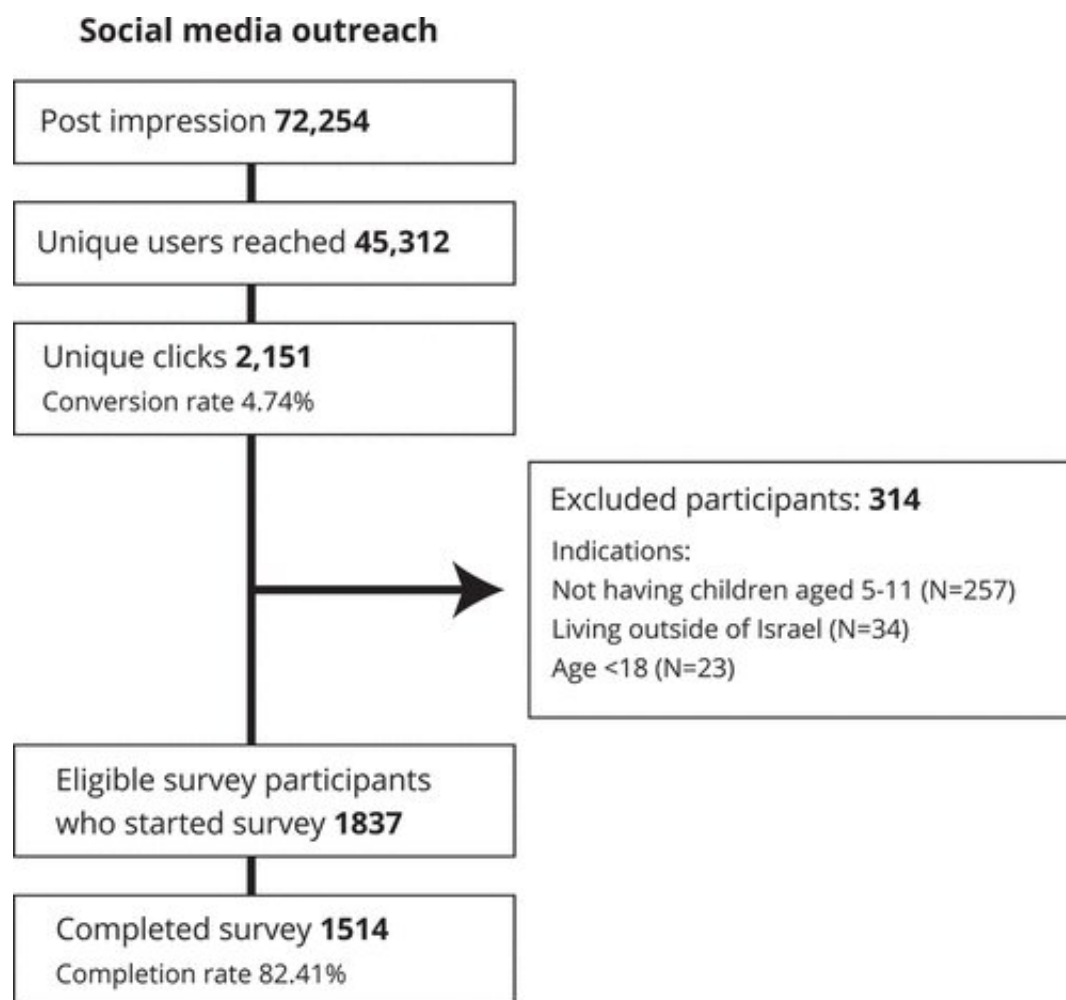 Social media outreach
Post impression 72,254
Unique users reached 45,312
Unique clicks 2,151
Conversion rate 4.74%
Excluded participants: 314
Indications:
Not having children aged 5-11 (N=257)
Living outside of Israel (N=34)
Age <18 (N=23)
Eligible survey participants
who started survey 1837
Completed survey 1514
Completion rate 82.41%